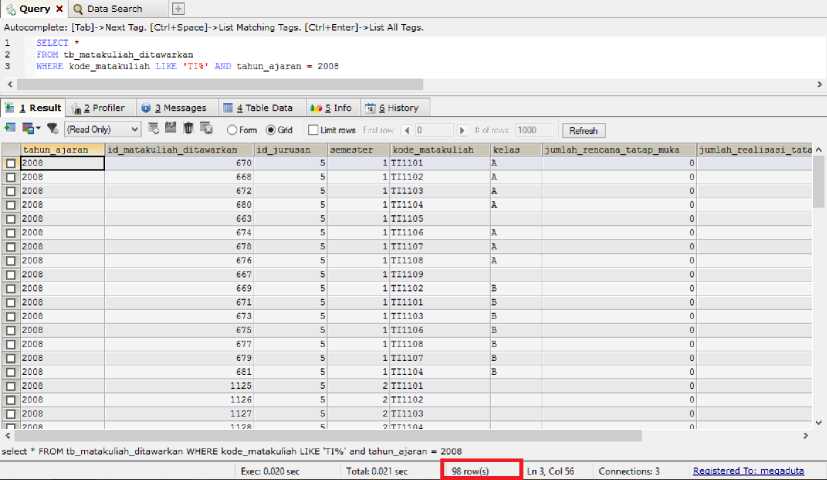 Query Data Search
Autocomplete: [Tab]->Next Tag. [Ctrl+Space]->List Matching Tags. [Ctrl+Enter]->List All Tags.
1 SELECT *
2 FROM tb_matakuliah_ditawarkan
3 WHERE kode_matakuliah LIKE 'TI%' AND tahun_ajaran = 2008
1 Result 2 Profiler 3 Messages 4 Table Data 5 Info 6 History
(Read Only) Form Grid Limit rows First row: 0 # of rows: 1000 Refresh
tahun_ajaran id_matakuliah_ditawarkan id_jurusan semester kode_matakuliah kelas jumlah_rencana_tatap_muka jumlah_realisasi_tata
2008 670 5 1 TI1101 A 0
2008 668 5 1 TI1102 A 0
2008 672 5 1 TI1103 A 0
2008 680 5 1 TI1104 A 0
2008 663 5 1 TI1105 0
2008 674 5 1 TI1106 A 0
2008 678 5 1 TI1107 A 0
2008 676 5 1 TI1108 A 0
2008 667 5 1 TI1109 0
2008 669 5 1 TI1102 B 0
2008 671 5 1 TI1101 B 0
2008 673 5 1 TI1103 B 0
2008 675 5 1 TI1106 B 0
2008 677 5 1 TI1108 B 0
2008 679 5 1 TI1107 B 0
2008 681 5 1 TI1104 B 0
2008 1125 5 2 TI1101 0
2008 1126 5 2 TI1102 0
2008 1127 5 2 TI1103 0
2008 1128 5 2 TI1104 0
select * FROM tb_matakuliah_ditawarkan WHERE kode_matakuliah LIKE 'TI%' and tahun_ajaran = 2008
Exec: 0.020 sec Total: 0.021 sec 98 row(s) Ln 3, Col 56 Connections: 3 Registered To: megaduta